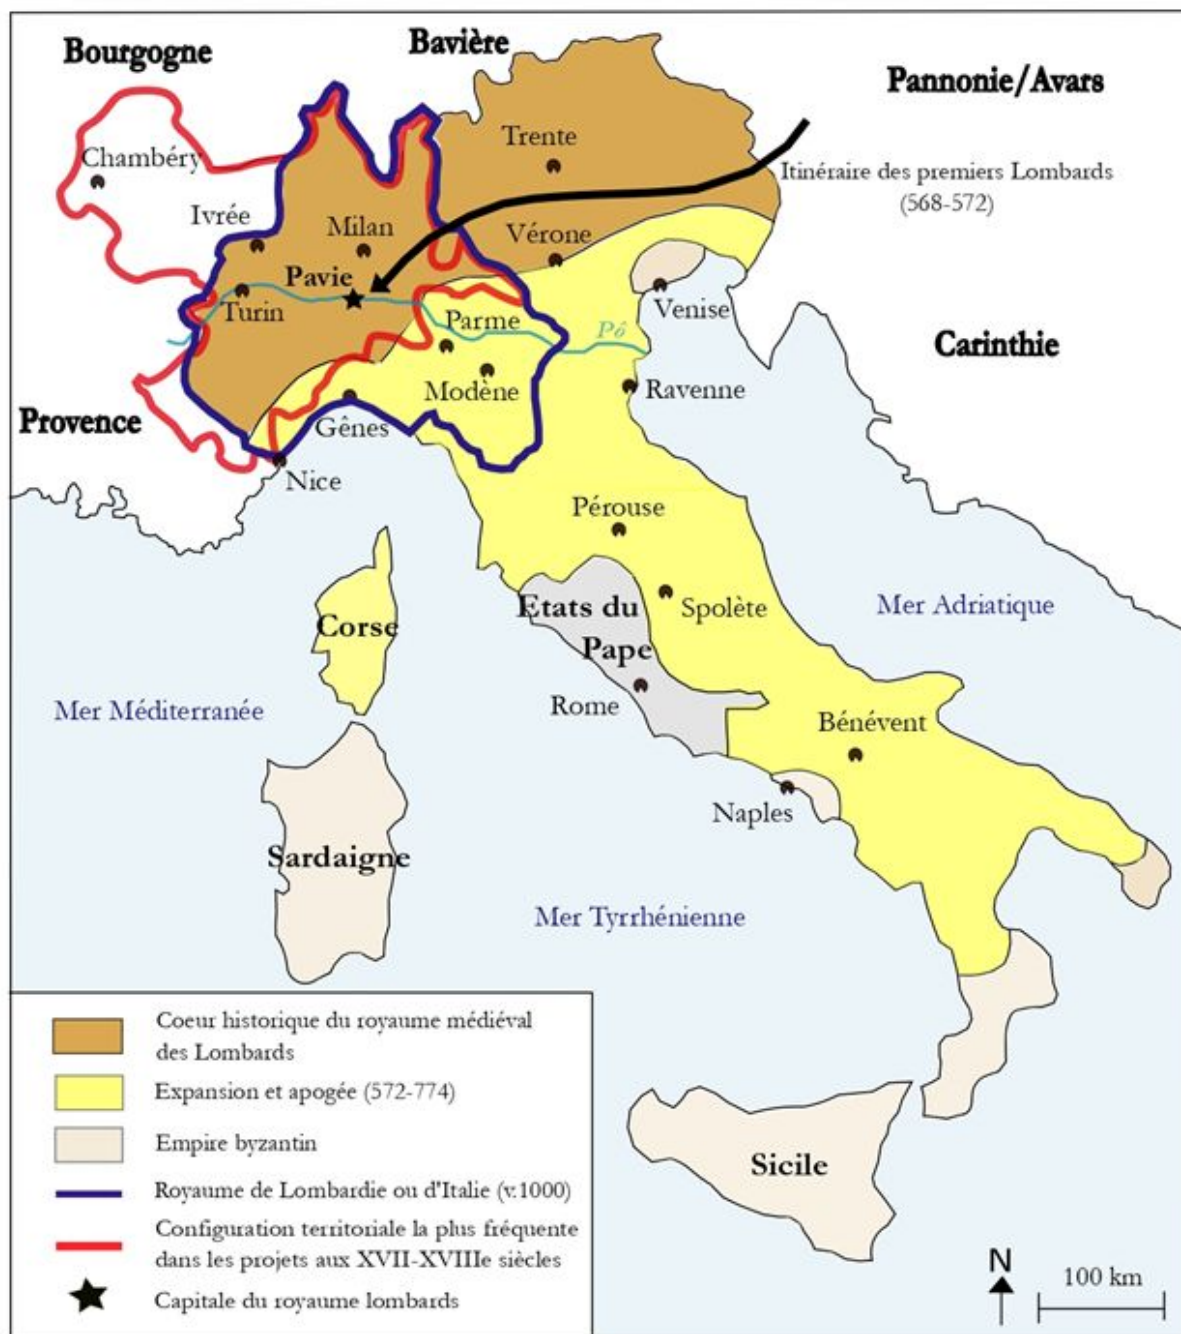 Bourgogne
Bavière
Pannonie/Avars
Trente
Chambéry
Itinéraire des premiers Lombards
(568-572)
Ivrée
Milan
Vérone
Pavie
Turin
Venise
Parme
Pô
Carinthie
Modène
Ravenne
Provence
Gênes
Nice
Pérouse
Etats du
Pape
Spolète
Mer Adriatique
Corse
Rome
Mer Méditerranée
Bénévent
Naples
Sardaigne
Mer Tyrrhénienne
Sicile
Coeur historique du royaume médiéval
des Lombards
Expansion et apogée (572-774)
Empire byzantin
Royaume de Lombardie ou d'Italie (v.1000)
Configuration territoriale la plus fréquente
dans les projets aux XVII-XVIIIe siècles
Capitale du royaume lombards
N
100 km